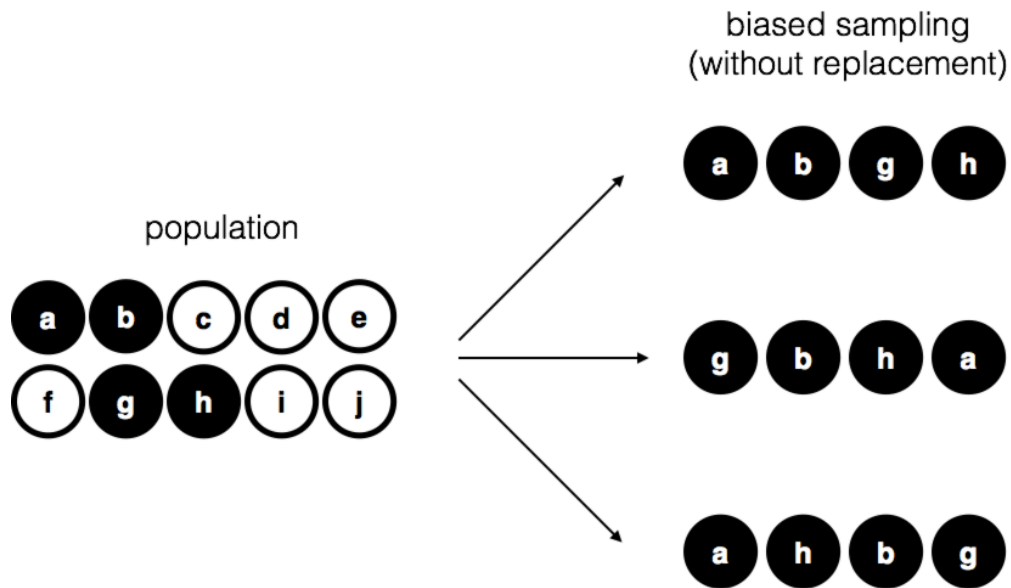 biased sampling
(without replacement)
a b g h
population
a b c d e
g b h a
f g h i j
a h b g